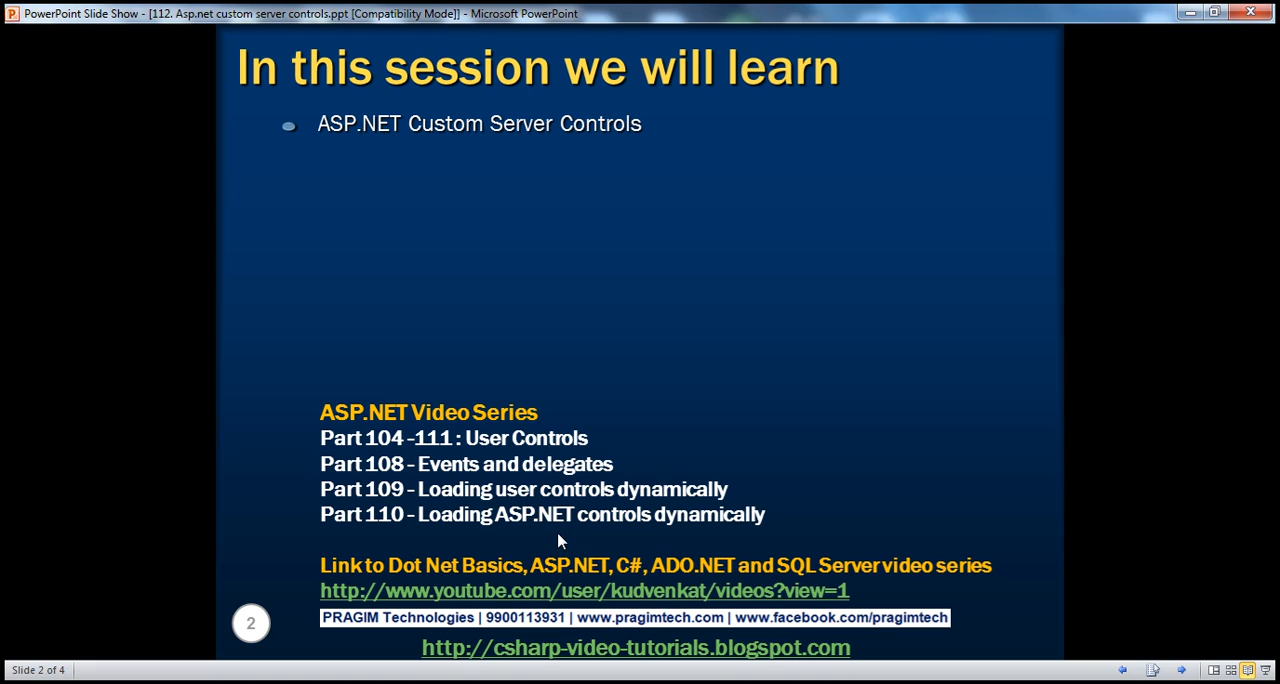 PowerPoint Slide Show - [112. Asp.net custom server controls.ppt [Compatibility Mode]] - Microsoft PowerPoint
In this session we will learn
ASP.NET Custom Server Controls
ASP.NET Video Series
Part 104 -111 : User Controls
Part 108 - Events and delegates
Part 109 - Loading user controls dynamically
Part 110 - Loading ASP.NET controls dynamically
Link to Dot Net Basics, ASP.NET, C#, ADO.NET and SQL Server video series
http://www.youtube.com/user/kudvenkat/videos?view=1
PRAGIM Technologies | 9900113931 | www.pragimtech.com | www.facebook.com/pragimtech
2
http://csharp-video-tutorials.blogspot.com
Slide 2 of 4